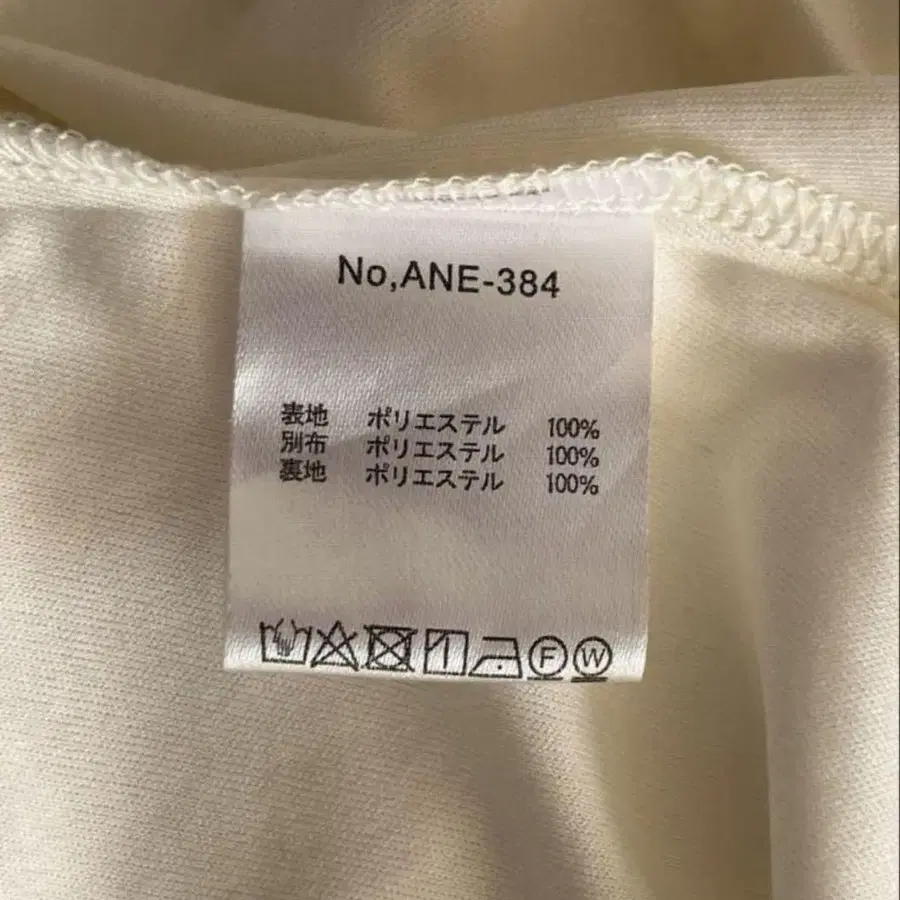 No,ANE-384
表地 ポリエステル 100%
別布 ポリエステル 100%
裏地 ポリエステル 100%
F W